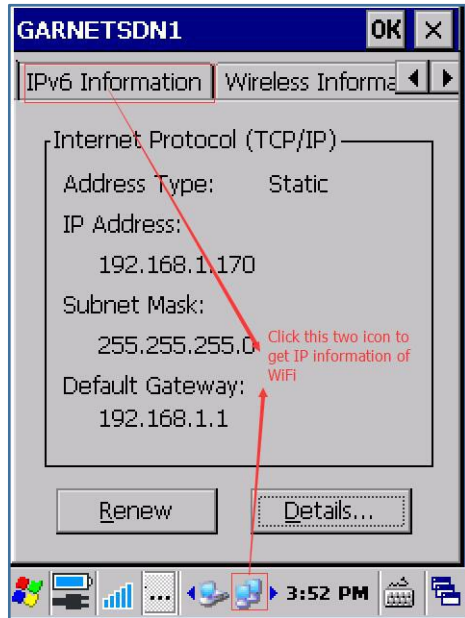 GARNETSDN1 OK ×
IPv6 Information Wireless Informa
Internet Protocol (TCP/IP)
Address Type: Static
IP Address:
192.168.1.170
Subnet Mask:
255.255.255.0
Click this two icon to
get IP information of
WiFi
Default Gateway:
192.168.1.1
Renew Details...
... 3:52 PM